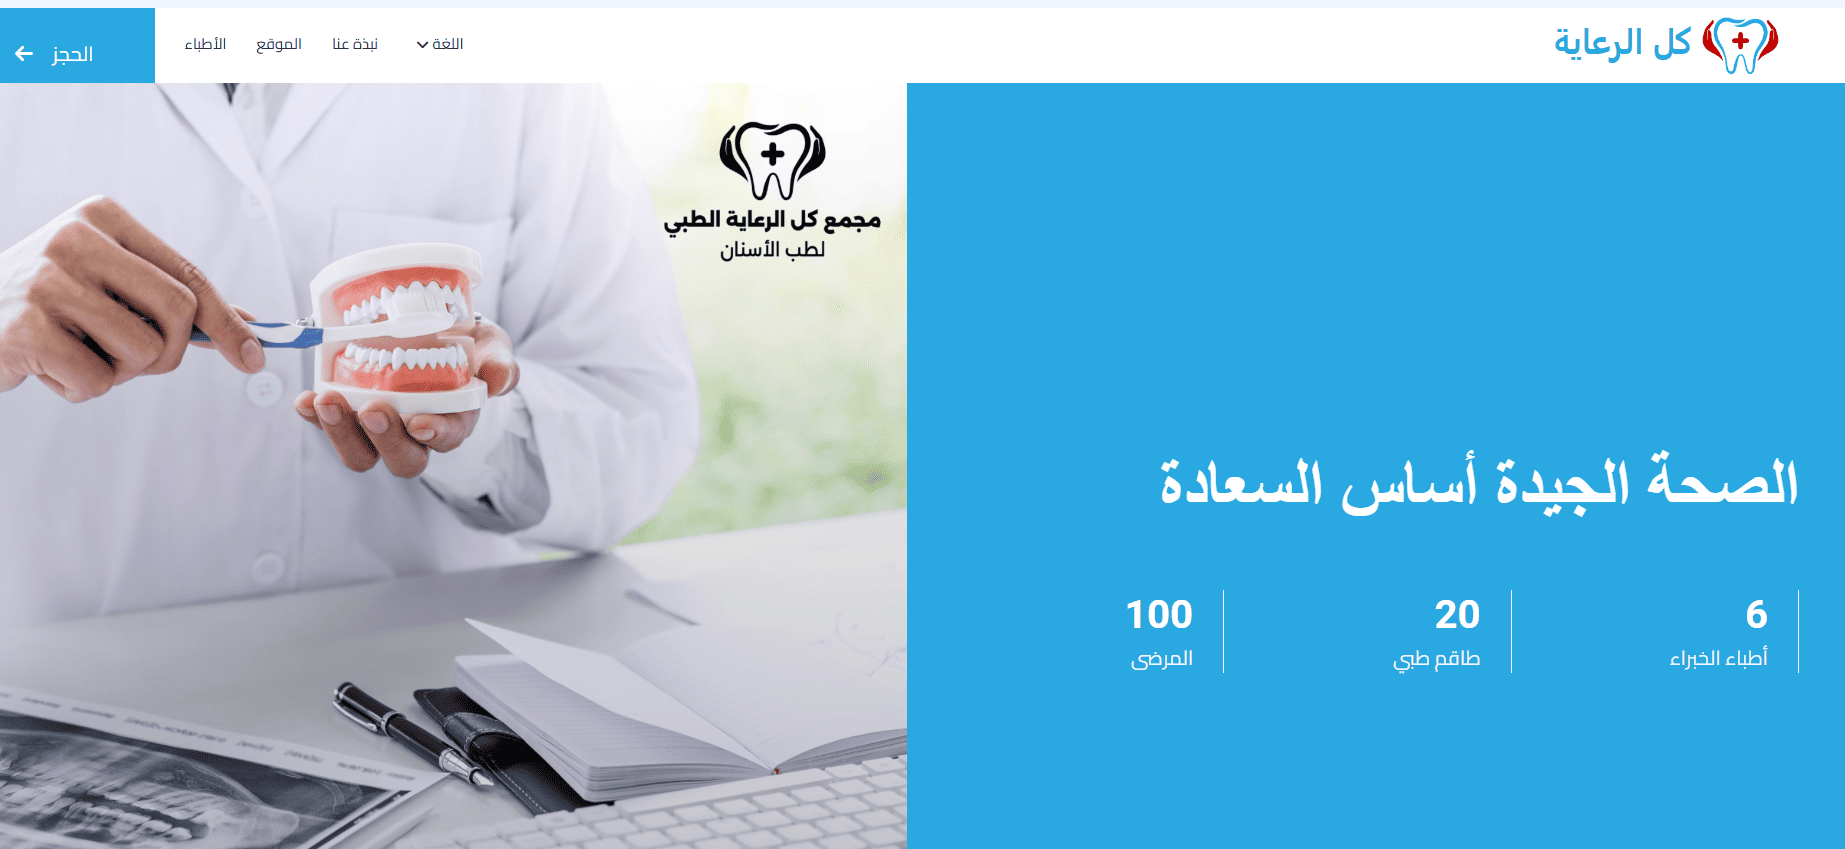 كل الرعاية
اللغة
نبذة عنا
الموقع
الأطباء
الحجز
الصحة الجيدة أساس السعادة
6
أطباء الخبراء
20
طاقم طبي
100
المرضى
مجمع كل الرعاية الطبي
لطب الأسنان